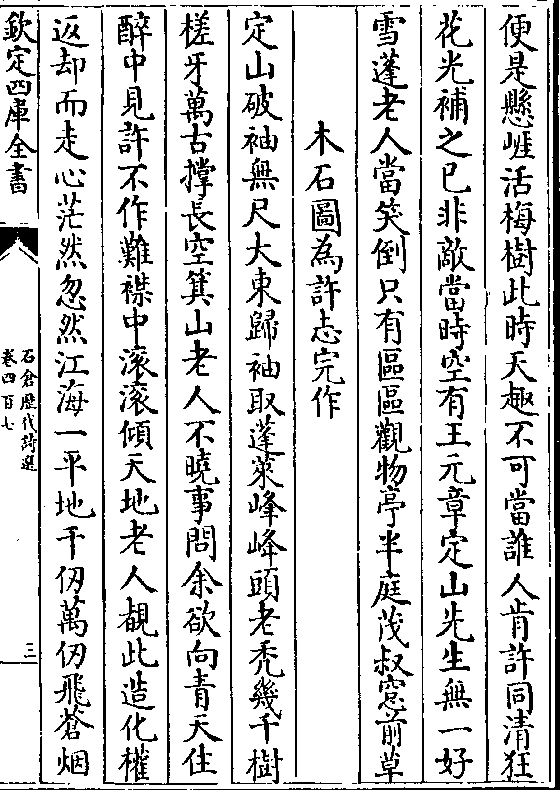 便是懸崖活梅樹此時天趣不可當誰人肯許同清狂
花光補之已非敵當時空有王元章定山先生無一好
雪蓬老人當笑倒只有區區觀物亭半庭茂叔窓前草
木石圖為許志完作
定山破袖無尺大東歸袖取蓬萊峰峰頭老禿幾千樹
槎牙萬古撑長空箕山老人不曉事問余欲向青天住
醉中見許不作難襟中滚滚傾天地老人覩此造化權
返却而走心茫然忽然江海一平地千仞萬仞飛蒼烟
欽定四庫全書
石倉歷代詩選
卷四百七
三